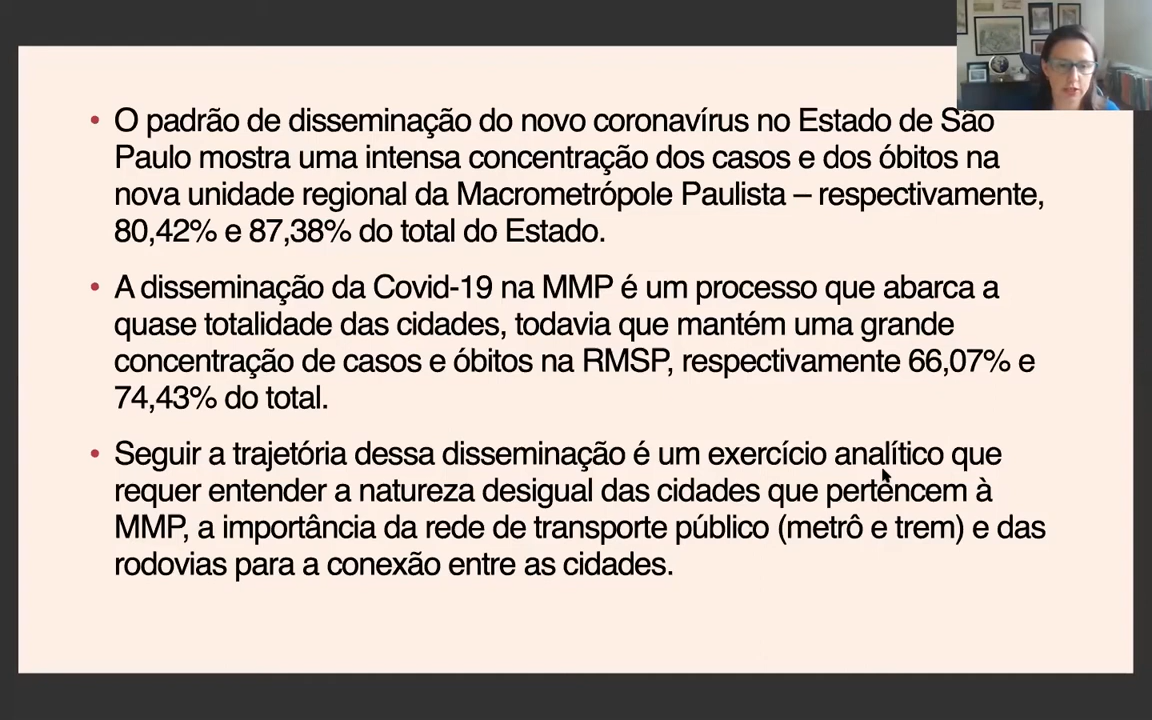 • O padrão de disseminação do novo coronavírus no Estado de São
Paulo mostra uma intensa concentração dos casos e dos óbitos na
nova unidade regional da Macrometrópole Paulista – respectivamente,
80,42% e 87,38% do total do Estado.
• A disseminação da Covid-19 na MMP é um processo que abarca a
quase totalidade das cidades, todavia que mantém uma grande
concentração de casos e óbitos na RMSP, respectivamente 66,07% e
74,43% do total.
• Seguir a trajetória dessa disseminação é um exercício analítico que
requer entender a natureza desigual das cidades que pertencem à
MMP, a importância da rede de transporte público (metrô e trem) e das
rodovias para a conexão entre as cidades.